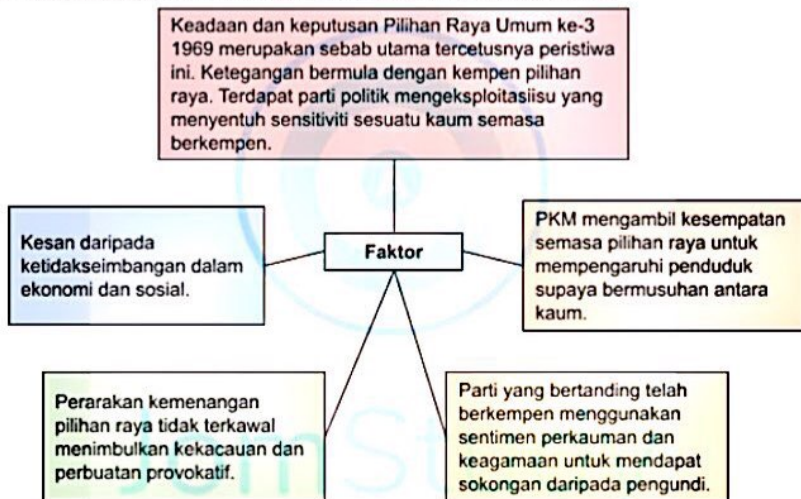 Keadaan dan keputusan Pilihan Raya Umum ke-3
1969 merupakan sebab utama tercetusnya peristiwa
ini. Ketegangan bermula dengan kempen pilihan
raya. Terdapat parti politik mengeksploitasiisu yang
menyentuh sensitiviti sesuatu kaum semasa
berkempen.
Kesan daripada
ketidakseimbangan dalam
ekonomi dan sosial.
Faktor
PKM mengambil kesempatan
semasa pilihan raya untuk
mempengaruhi penduduk
supaya bermusuhan antara
kaum.
Perarakan kemenangan
pilihan raya tidak terkawal
menimbulkan kekacauan dan
perbuatan provokatif.
Parti yang bertanding telah
berkempen menggunakan
sentimen perkauman dan
keagamaan untuk mendapat
sokongan daripada pengundi.